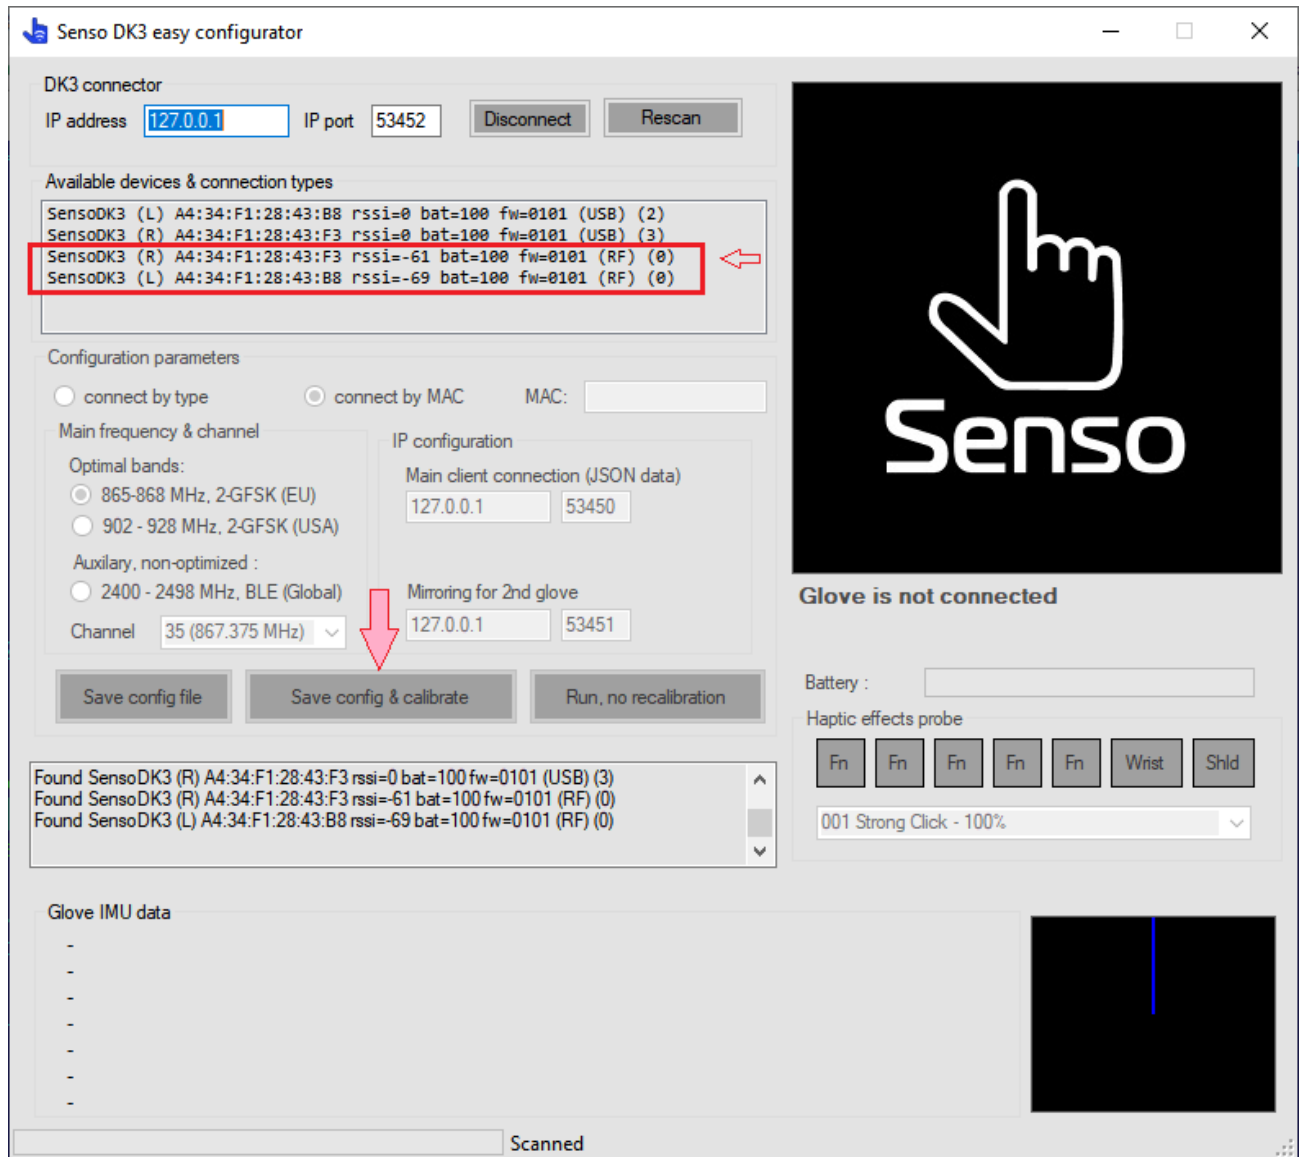 Senso DK3 easy configurator
DK3 connector
IP address 127.0.0.1 IP port 53452 Disconnect Rescan
Available devices & connection types
SensoDK3 (L) A4:34:F1:28:43:B8 rssi=0 bat=100 fw=0101 (USB) (2)
SensoDK3 (R) A4:34:F1:28:43:F3 rssi=0 bat=100 fw=0101 (USB) (3)
SensoDK3 (R) A4:34:F1:28:43:F3 rssi=-61 bat=100 fw=0101 (RF) (0)
SensoDK3 (L) A4:34:F1:28:43:B8 rssi=-69 bat=100 fw=0101 (RF) (0)
Senso
Configuration parameters
connect by type connect by MAC MAC:
Main frequency & channel
Optimal bands:
865-868 MHz, 2-GFSK (EU)
902 - 928 MHz, 2-GFSK (USA)
Auxilary, non-optimized :
2400 - 2498 MHz, BLE (Global)
Channel 35 (867.375 MHz)
IP configuration
Main client connection (JSON data)
127.0.0.1 53450
Mirroring for 2nd glove
127.0.0.1 53451
Save config file Save config & calibrate Run, no recalibration
Glove is not connected
Battery :
Haptic effects probe
Fn Fn Fn Fn Fn Wrist Shld
001 Strong Click - 100%
Found SensoDK3 (R) A4:34:F1:28:43:F3 rssi=0 bat=100 fw=0101 (USB) (3)
Found SensoDK3 (R) A4:34:F1:28:43:F3 rssi=-61 bat=100 fw=0101 (RF) (0)
Found SensoDK3 (L) A4:34:F1:28:43:B8 rssi=-69 bat=100 fw=0101 (RF) (0)
Glove IMU data
-
-
-
-
-
-
-
Scanned